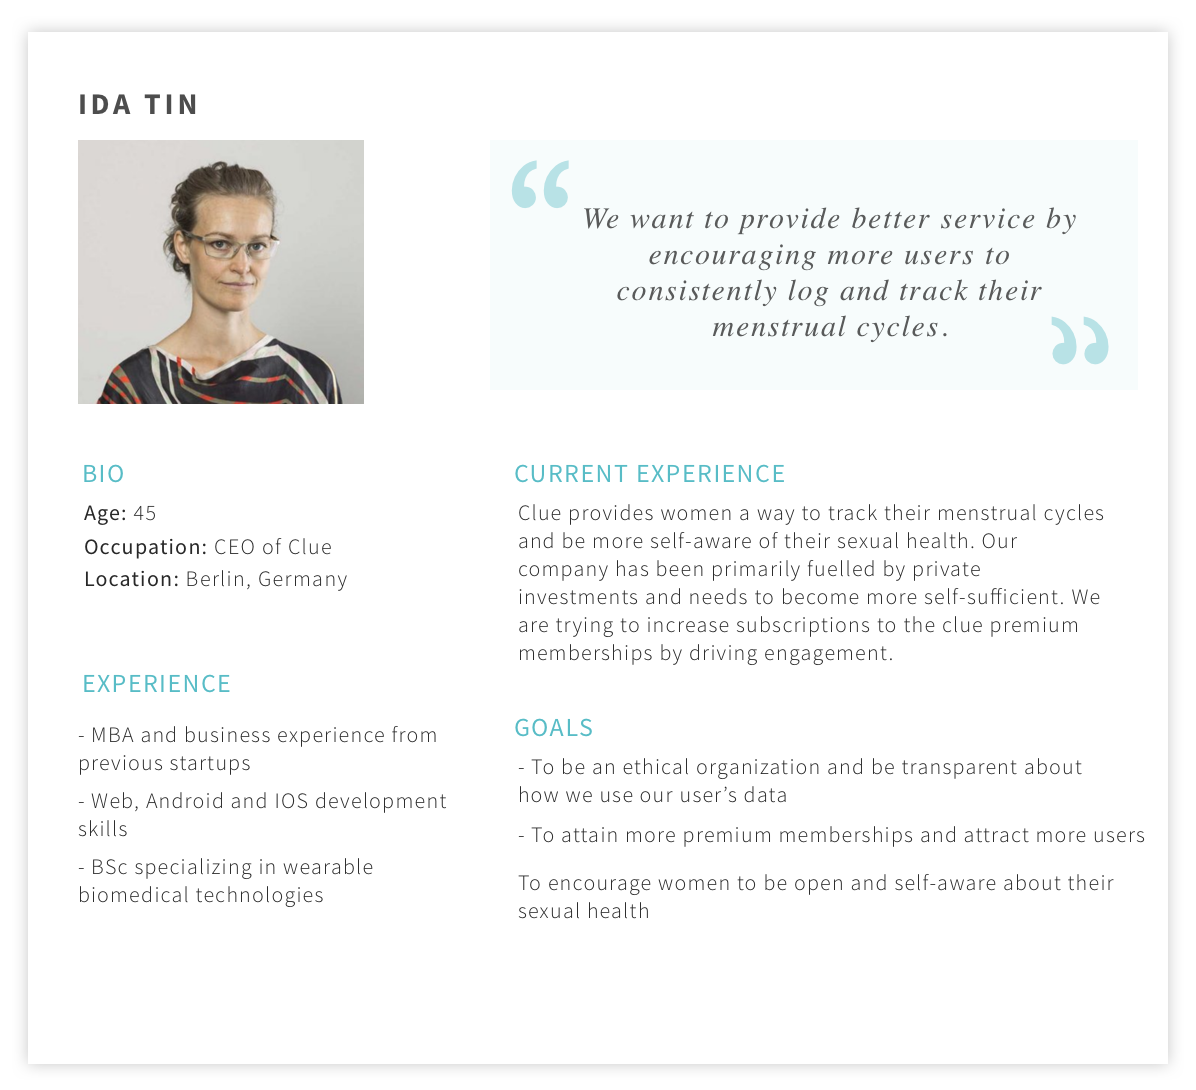 IDA TIN
“
We want to provide better service by
encouraging more users to
consistently log and track their
menstrual cycles.
”
BIO
Age: 45
Occupation: CEO of Clue
Location: Berlin, Germany
EXPERIENCE
- MBA and business experience from
previous startups
- Web, Android and IOS development
skills
- BSc specializing in wearable
biomedical technologies
CURRENT EXPERIENCE
Clue provides women a way to track their menstrual cycles
and be more self-aware of their sexual health. Our
company has been primarily fuelled by private
investments and needs to become more self-sufficient. We
are trying to increase subscriptions to the clue premium
memberships by driving engagement.
GOALS
- To be an ethical organization and be transparent about
how we use our user’s data
- To attain more premium memberships and attract more users
To encourage women to be open and self-aware about their
sexual health